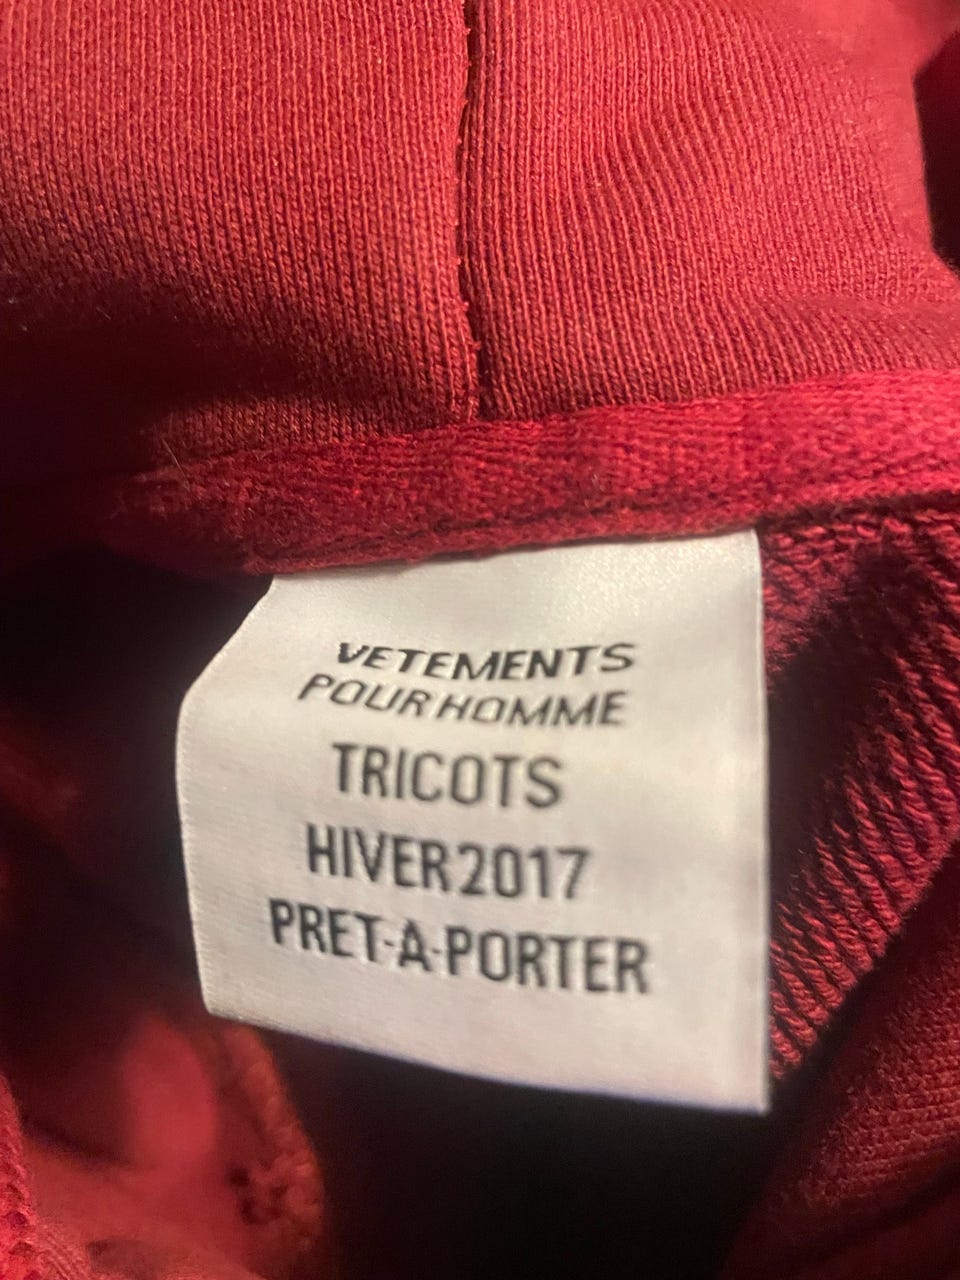 VETEMENTS
POUR HOMME
TRICOTS
HIVER 2017
PRET-A-PORTER